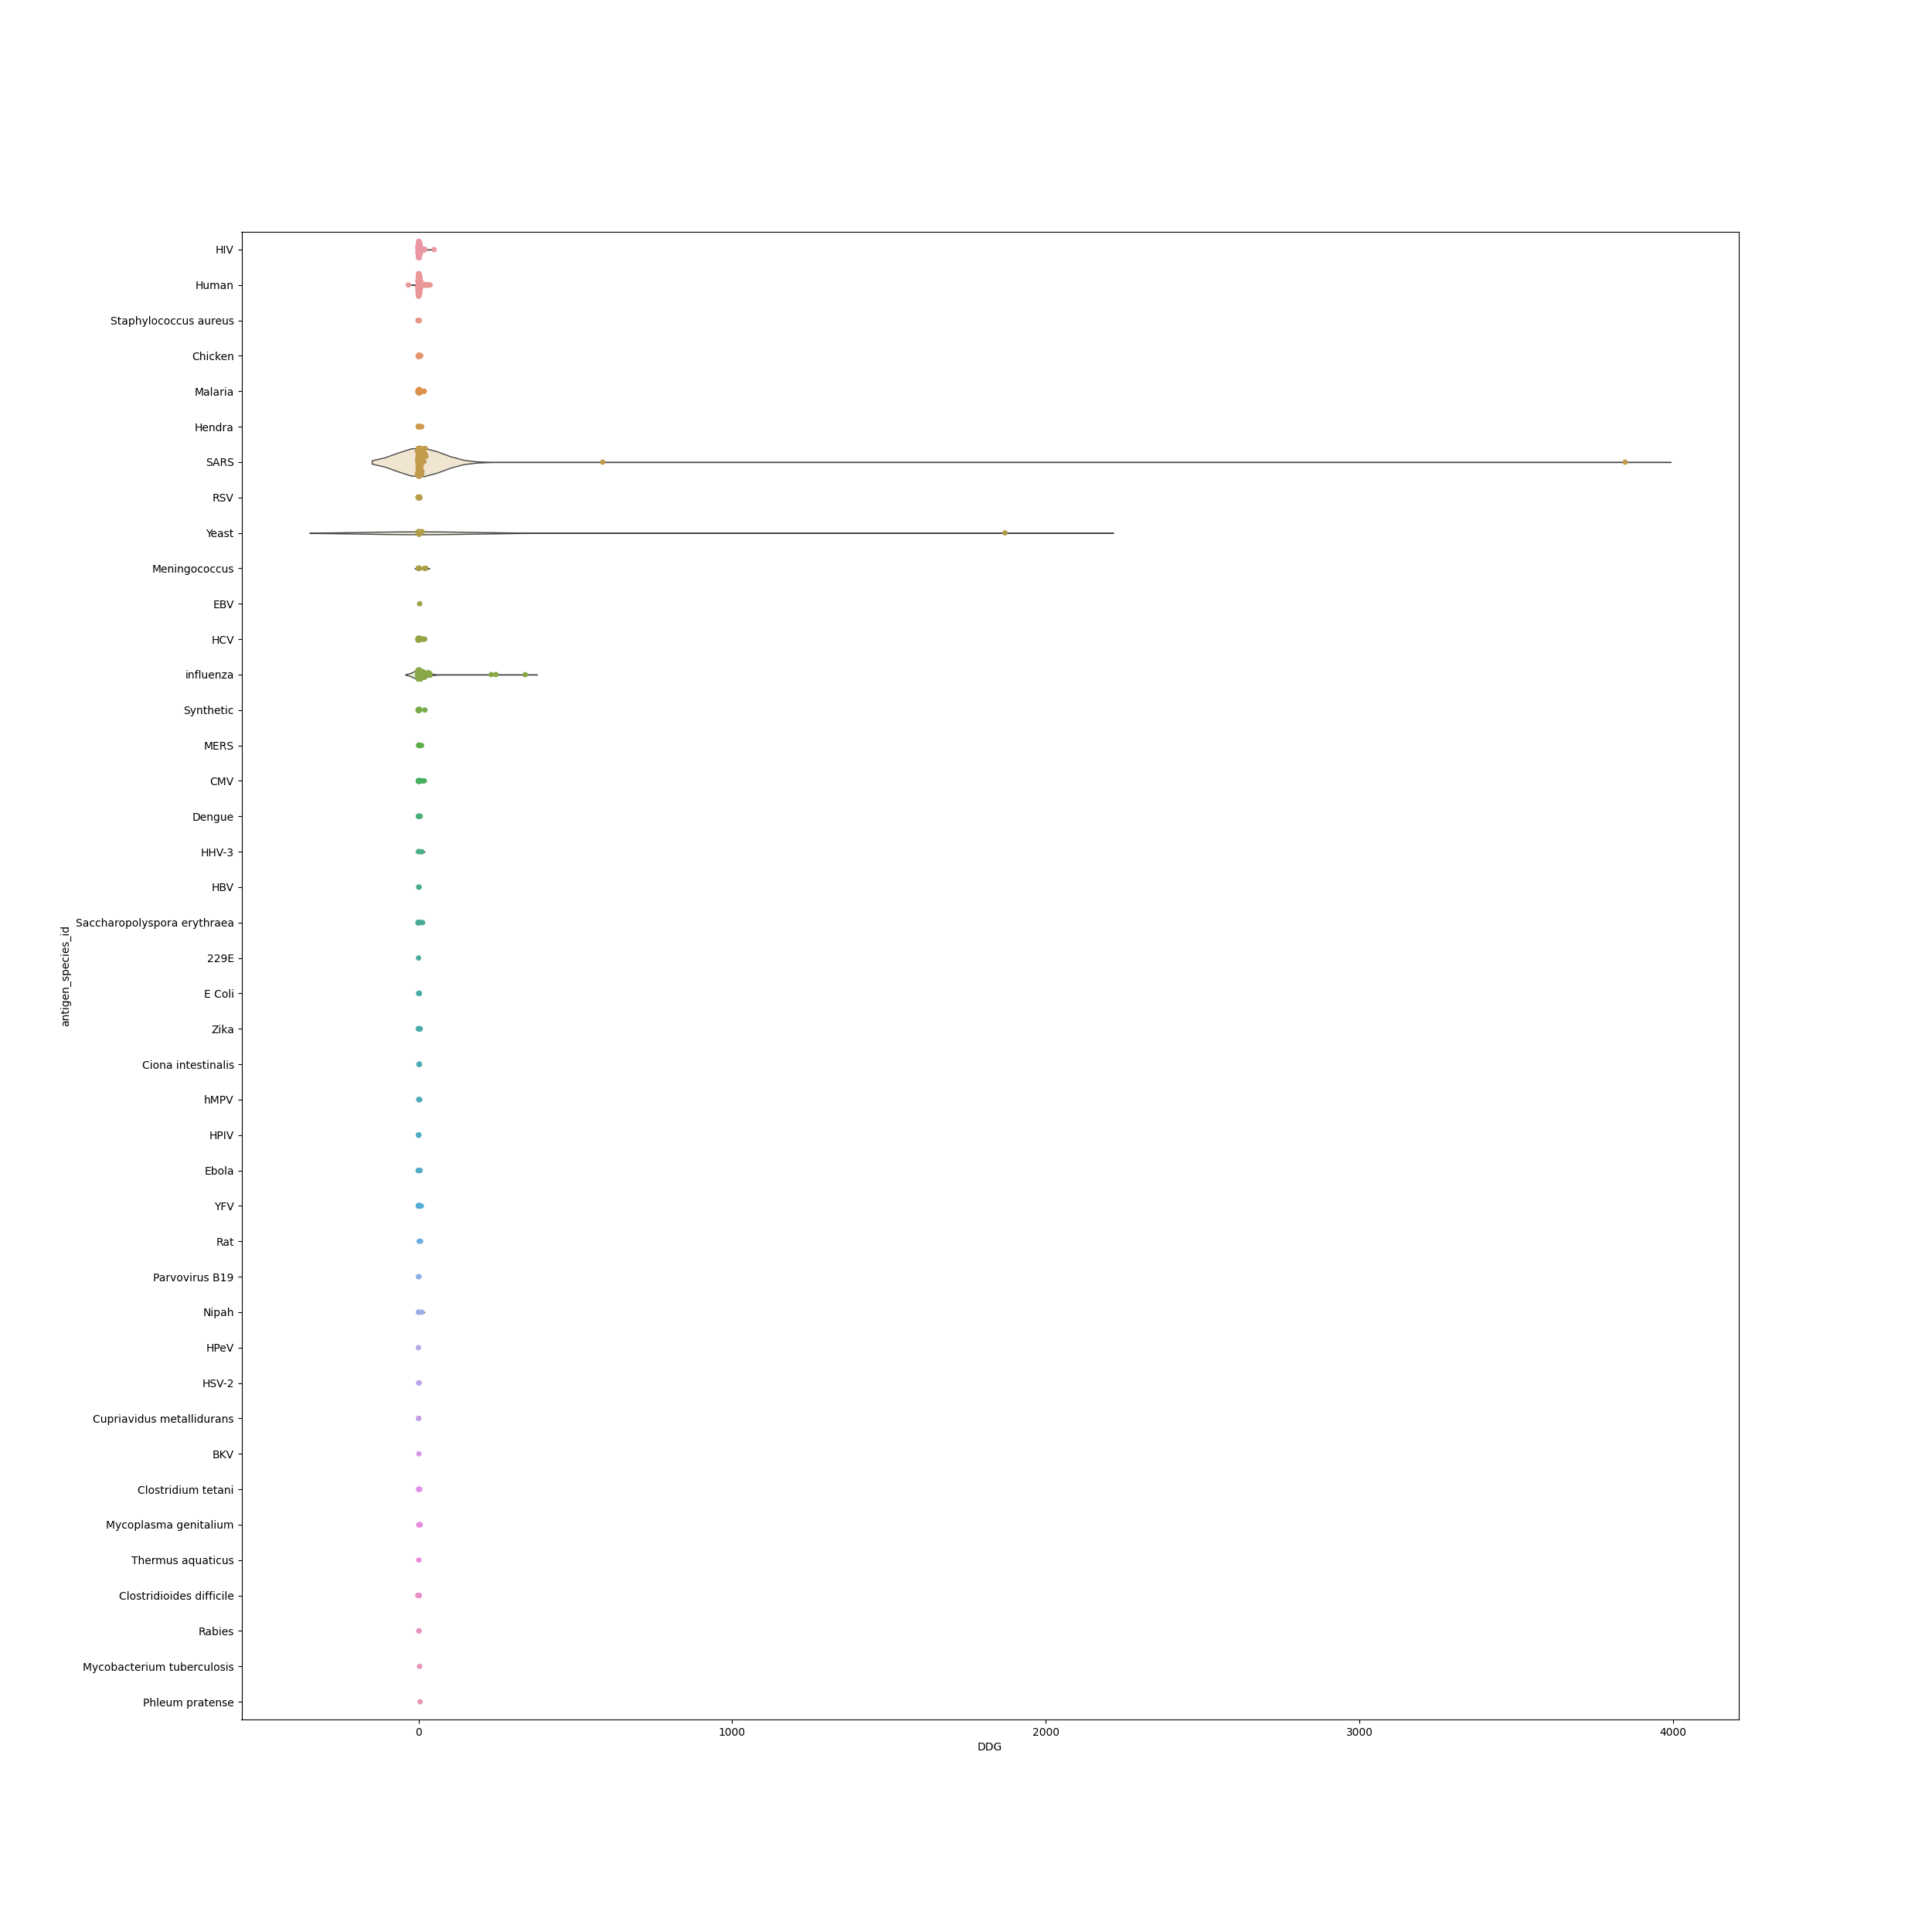 HIV
Human
Staphylococcus aureus
Chicken
Malaria
Hendra
SARS
RSV
Yeast
Meningococcus
EBV
HCV
influenza
Synthetic
MERS
CMV
Dengue
HHV-3
HBV
Saccharopolyspora erythraea
229E
E Coli
Zika
Ciona intestinalis
hMPV
HPIV
Ebola
YFV
Rat
Parvovirus B19
Nipah
HPeV
HSV-2
Cupriavidus metallidurans
BKV
Clostridium tetani
Mycoplasma genitalium
Thermus aquaticus
Clostridioides difficile
Rabies
Mycobacterium tuberculosis
Phleum pratense
antigen_species_id
0 1000 2000 3000 4000
DDG